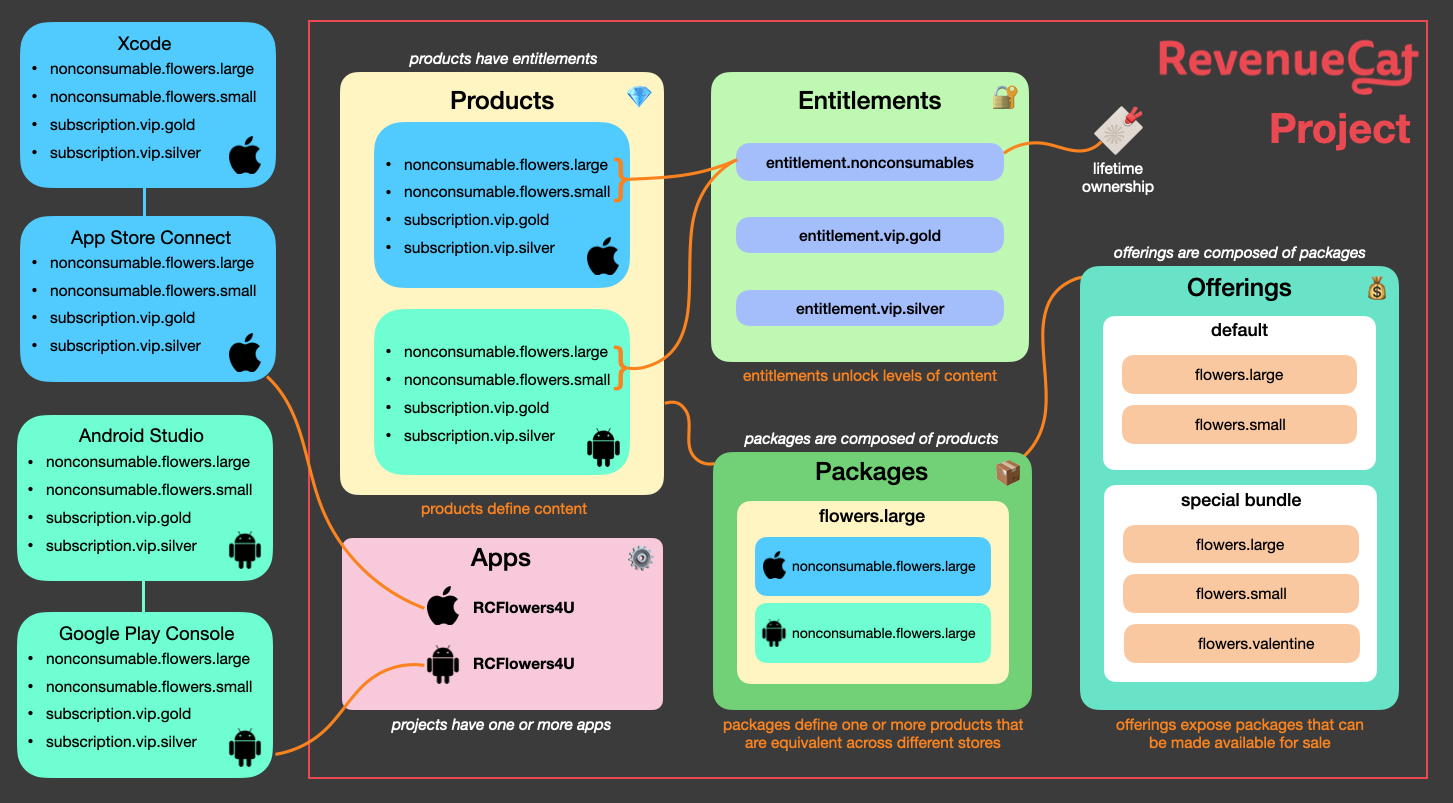 Xcode
• nonconsumable.flowers.large
• nonconsumable.flowers.small
• subscription.vip.gold
• subscription.vip.silver
App Store Connect
• nonconsumable.flowers.large
• nonconsumable.flowers.small
• subscription.vip.gold
• subscription.vip.silver
Android Studio
• nonconsumable.flowers.large
• nonconsumable.flowers.small
• subscription.vip.gold
• subscription.vip.silver
Google Play Console
• nonconsumable.flowers.large
• nonconsumable.flowers.small
• subscription.vip.gold
• subscription.vip.silver
RevenueCat
Project
products have entitlements
Products
• nonconsumable.flowers.large
• nonconsumable.flowers.small
• subscription.vip.gold
• subscription.vip.silver
• nonconsumable.flowers.large
• nonconsumable.flowers.small
• subscription.vip.gold
• subscription.vip.silver
products define content
Apps
RCFlowers4U
RCFlowers4U
projects have one or more apps
Entitlements
entitlement.nonconsumables
entitlement.vip.gold
entitlement.vip.silver
entitlements unlock levels of content
lifetime
ownership
packages are composed of products
Packages
flowers.large
nonconsumable.flowers.large
nonconsumable.flowers.large
packages define one or more products that
are equivalent across different stores
offerings are composed of packages
Offerings
default
flowers.large
flowers.small
special bundle
flowers.large
flowers.small
flowers.valentine
offerings expose packages that can
be made available for sale